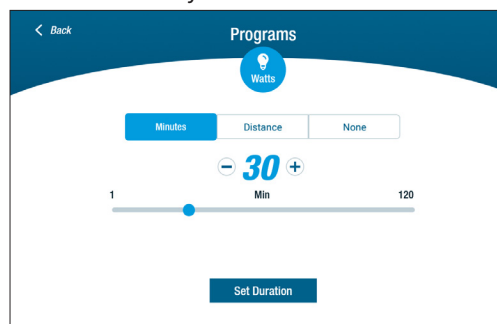 Back
Programs
Watts
Minutes Distance None
30
1 Min 120
Set Duration